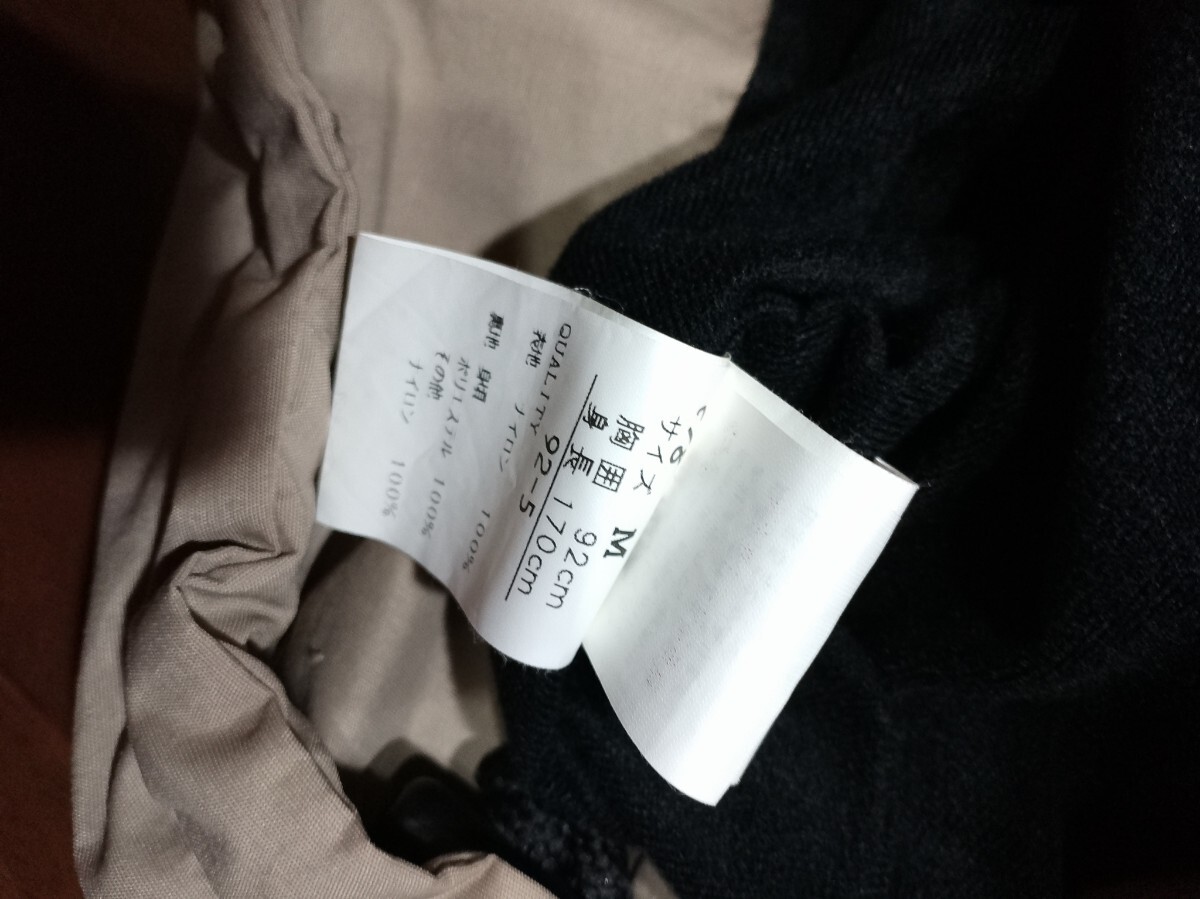 サイズ M
胸囲 92cm
身長 170cm
QUALITY 92-5
表地 ナイロン 100%
裏地 身頃
ポリエステル 100%
その他
ナイロン 100%